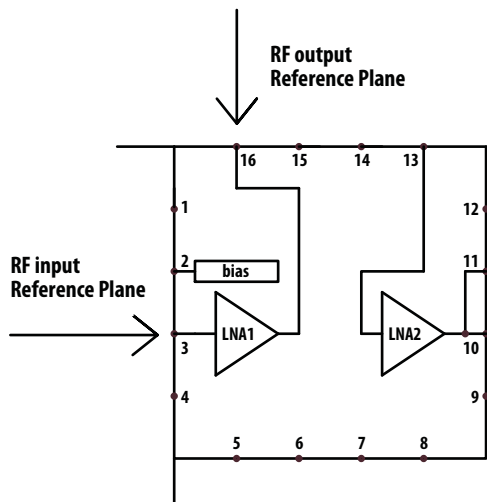 RF output
Reference Plane
16 15 14 13
1 12
2 bias 11
RF input
Reference Plane
LNA1 LNA2
3 10
4 9
5 6 7 8